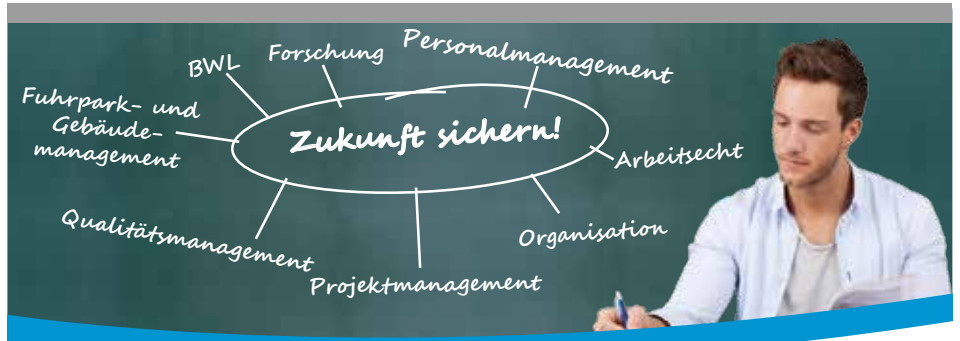 BWL
Forschung
Personalmanagement
Fuhrpark- und
Gebäude-
management
Zukunft sichern!
Arbeitsecht
Qualitätsmanagement
Organisation
Projektmanagement